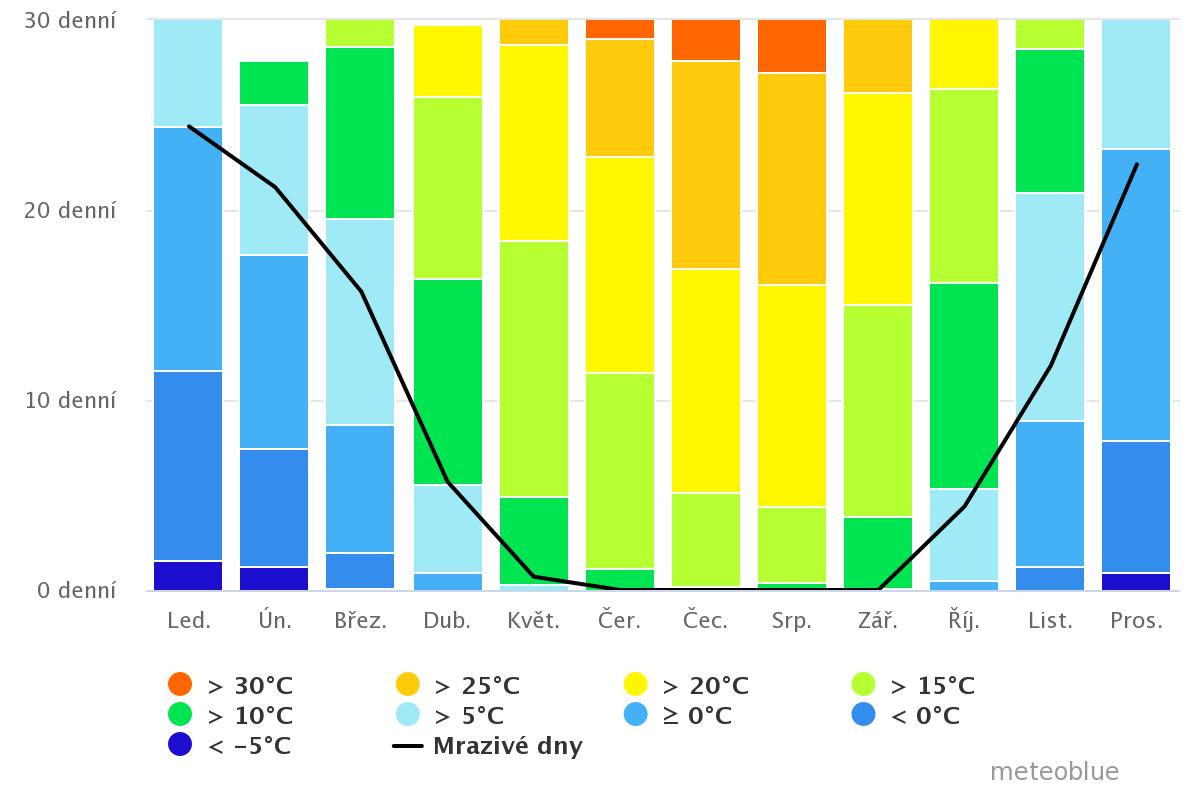 30 denní
20 denní
10 denní
0 denní
Led. Ún. Břez. Dub. Květ. Čer. Čec. Srp. Zář. Říj. List. Pros.
> 30°C > 25°C > 20°C > 15°C
> 10°C > 5°C ≥ 0°C < 0°C
< −5°C Mrazivé dny
meteoblue